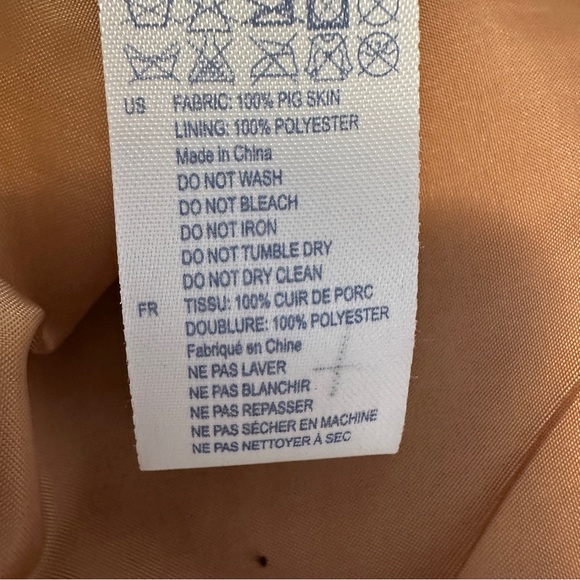 US FABRIC: 100% PIG SKIN
LINING: 100% POLYESTER
Made in China
DO NOT WASH
DO NOT BLEACH
DO NOT IRON
DO NOT TUMBLE DRY
DO NOT DRY CLEAN
FR TISSU: 100% CUIR DE PORC
DOUBLURE: 100% POLYESTER
Fabriqué en Chine
NE PAS LAVER
NE PAS BLANCHIR
NE PAS REPASSER
NE PAS SÉCHER EN MACHINE
NE PAS NETTOYER À SEC